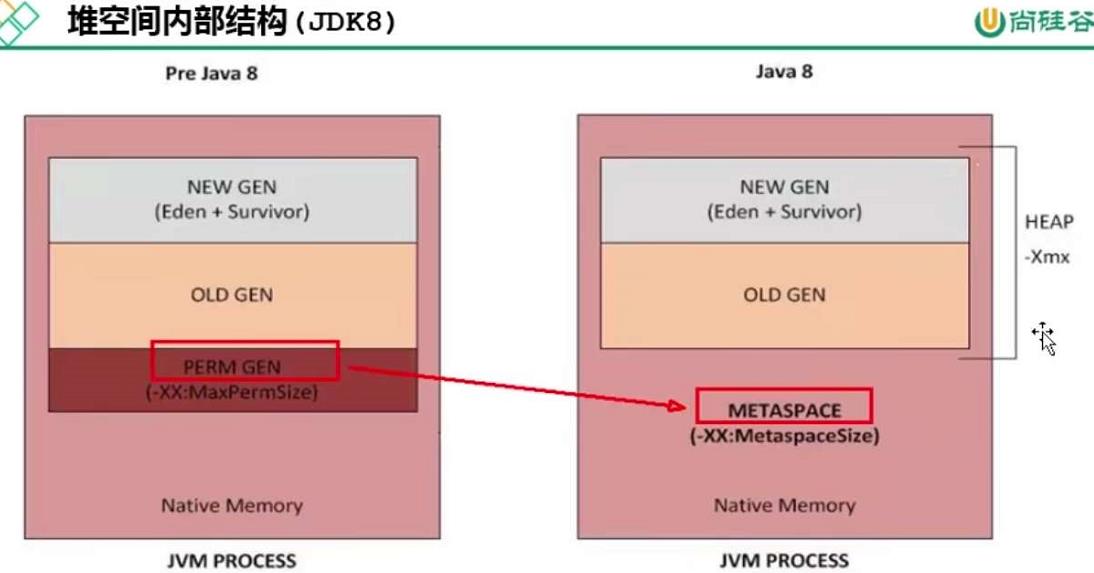 堆空间内部结构(JDK8)
尚硅谷
Pre Java 8
NEW GEN
(Eden + Survivor)
OLD GEN
PERM GEN
(-XX:MaxPermSize)
Native Memory
JVM PROCESS
Java 8
NEW GEN
(Eden + Survivor)
OLD GEN
HEAP
-Xmx
METASPACE
(-XX:MetaspaceSize)
Native Memory
JVM PROCESS